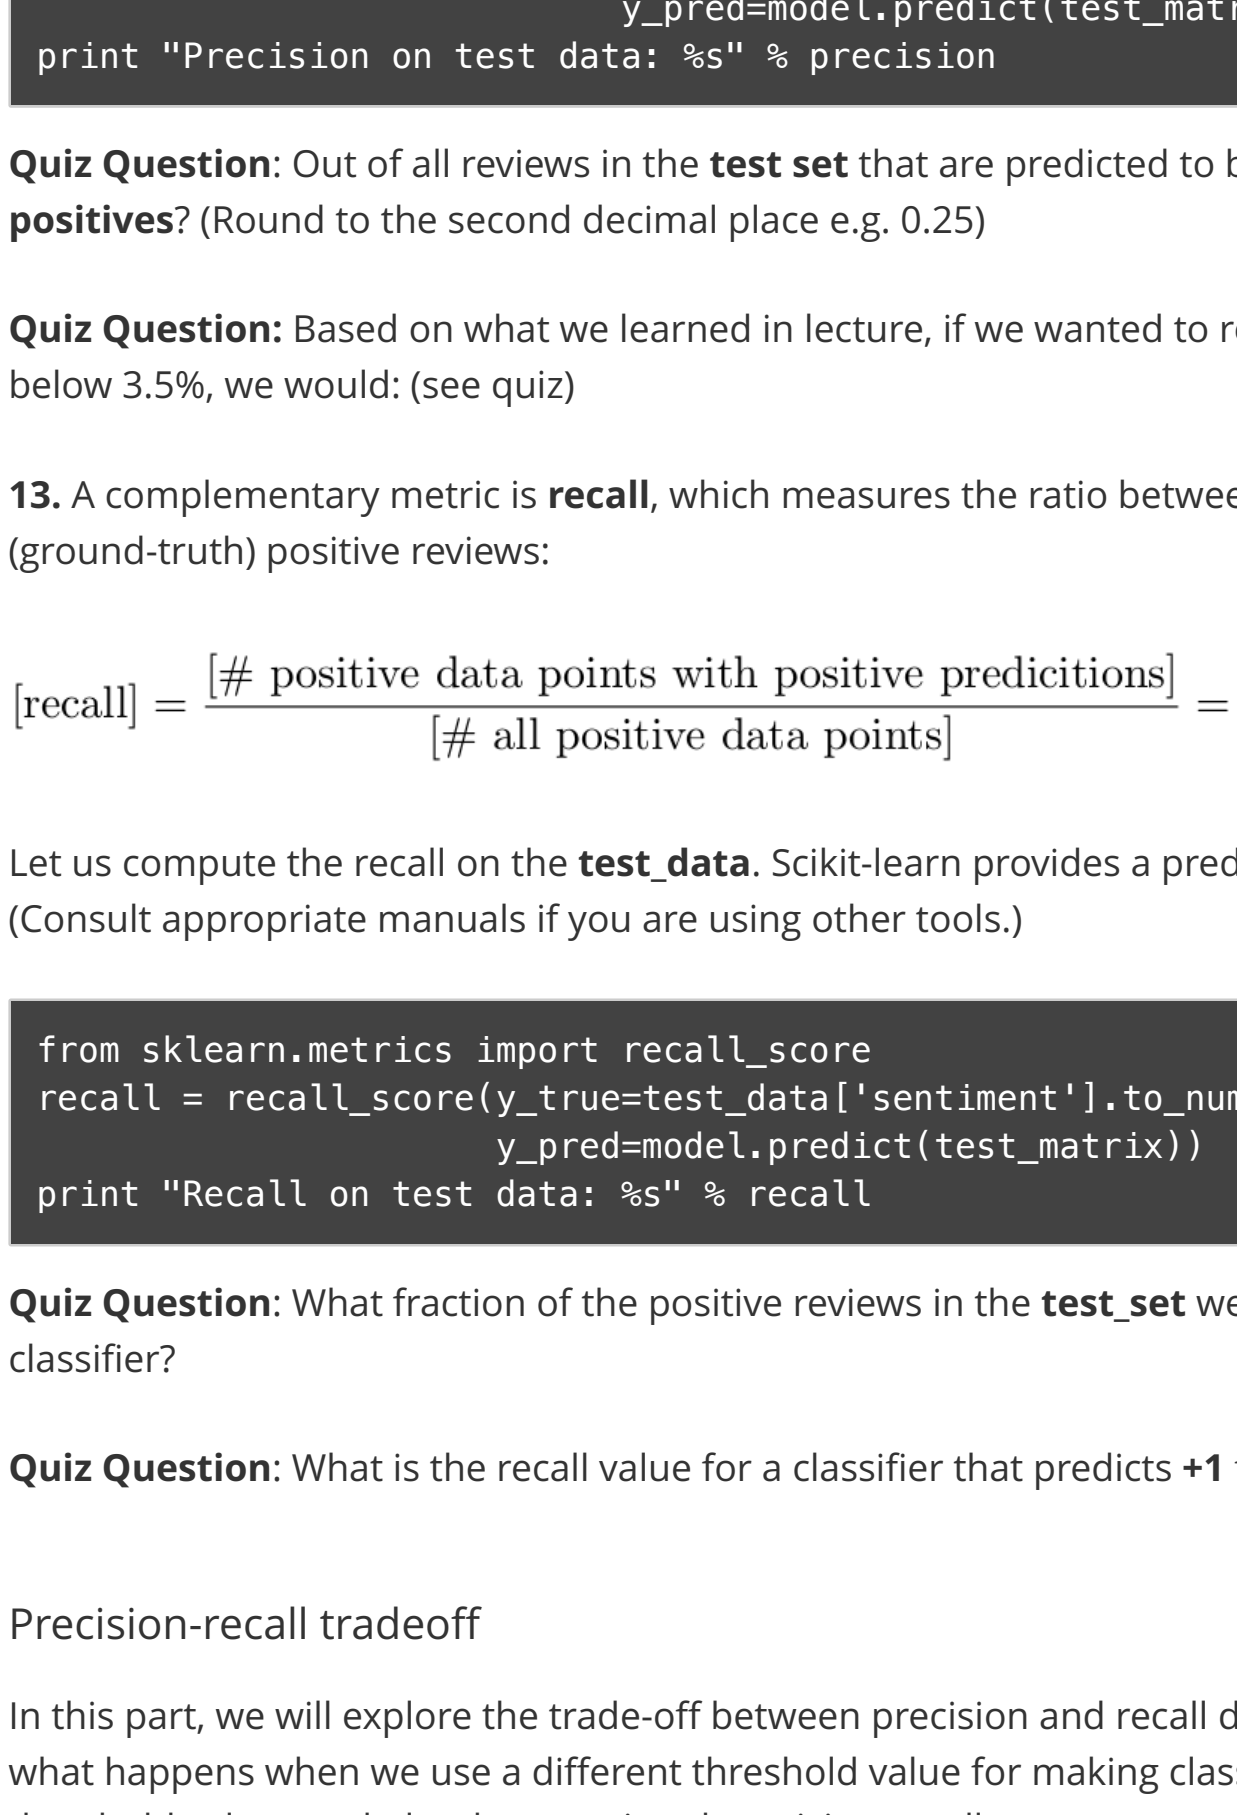 y_pred=model.predict(test_matr
print "Precision on test data: %s" % precision
Quiz Question: Out of all reviews in the test set that are predicted to b
positives? (Round to the second decimal place e.g. 0.25)
Quiz Question: Based on what we learned in lecture, if we wanted to r
below 3.5%, we would: (see quiz)
13. A complementary metric is recall, which measures the ratio betwee
(ground-truth) positive reviews:
[recall] = [# positive data points with positive predicitions] / [# all positive data points] =
Let us compute the recall on the test_data. Scikit-learn provides a pred
(Consult appropriate manuals if you are using other tools.)
from sklearn.metrics import recall_score
recall = recall_score(y_true=test_data['sentiment'].to_num
y_pred=model.predict(test_matrix))
print "Recall on test data: %s" % recall
Quiz Question: What fraction of the positive reviews in the test_set we
classifier?
Quiz Question: What is the recall value for a classifier that predicts +1
Precision-recall tradeoff
In this part, we will explore the trade-off between precision and recall d
what happens when we use a different threshold value for making clas